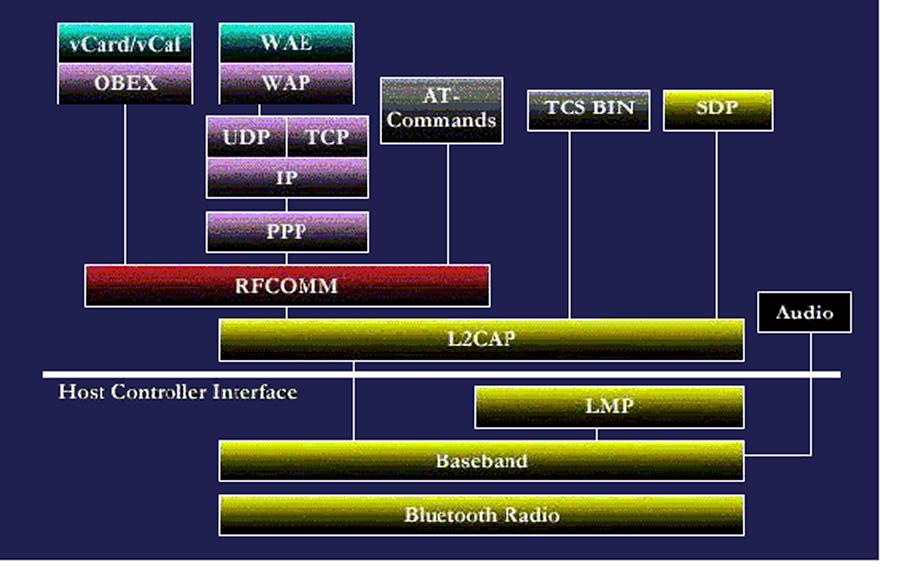 vCard/vCal
OBEX
WAE
WAP
UDP
TCP
IP
PPP
AT-
Commands
TCS BIN
SDP
RFCOMM
L2CAP
Audio
Host Controller Interface
LMP
Baseband
Bluetooth Radio